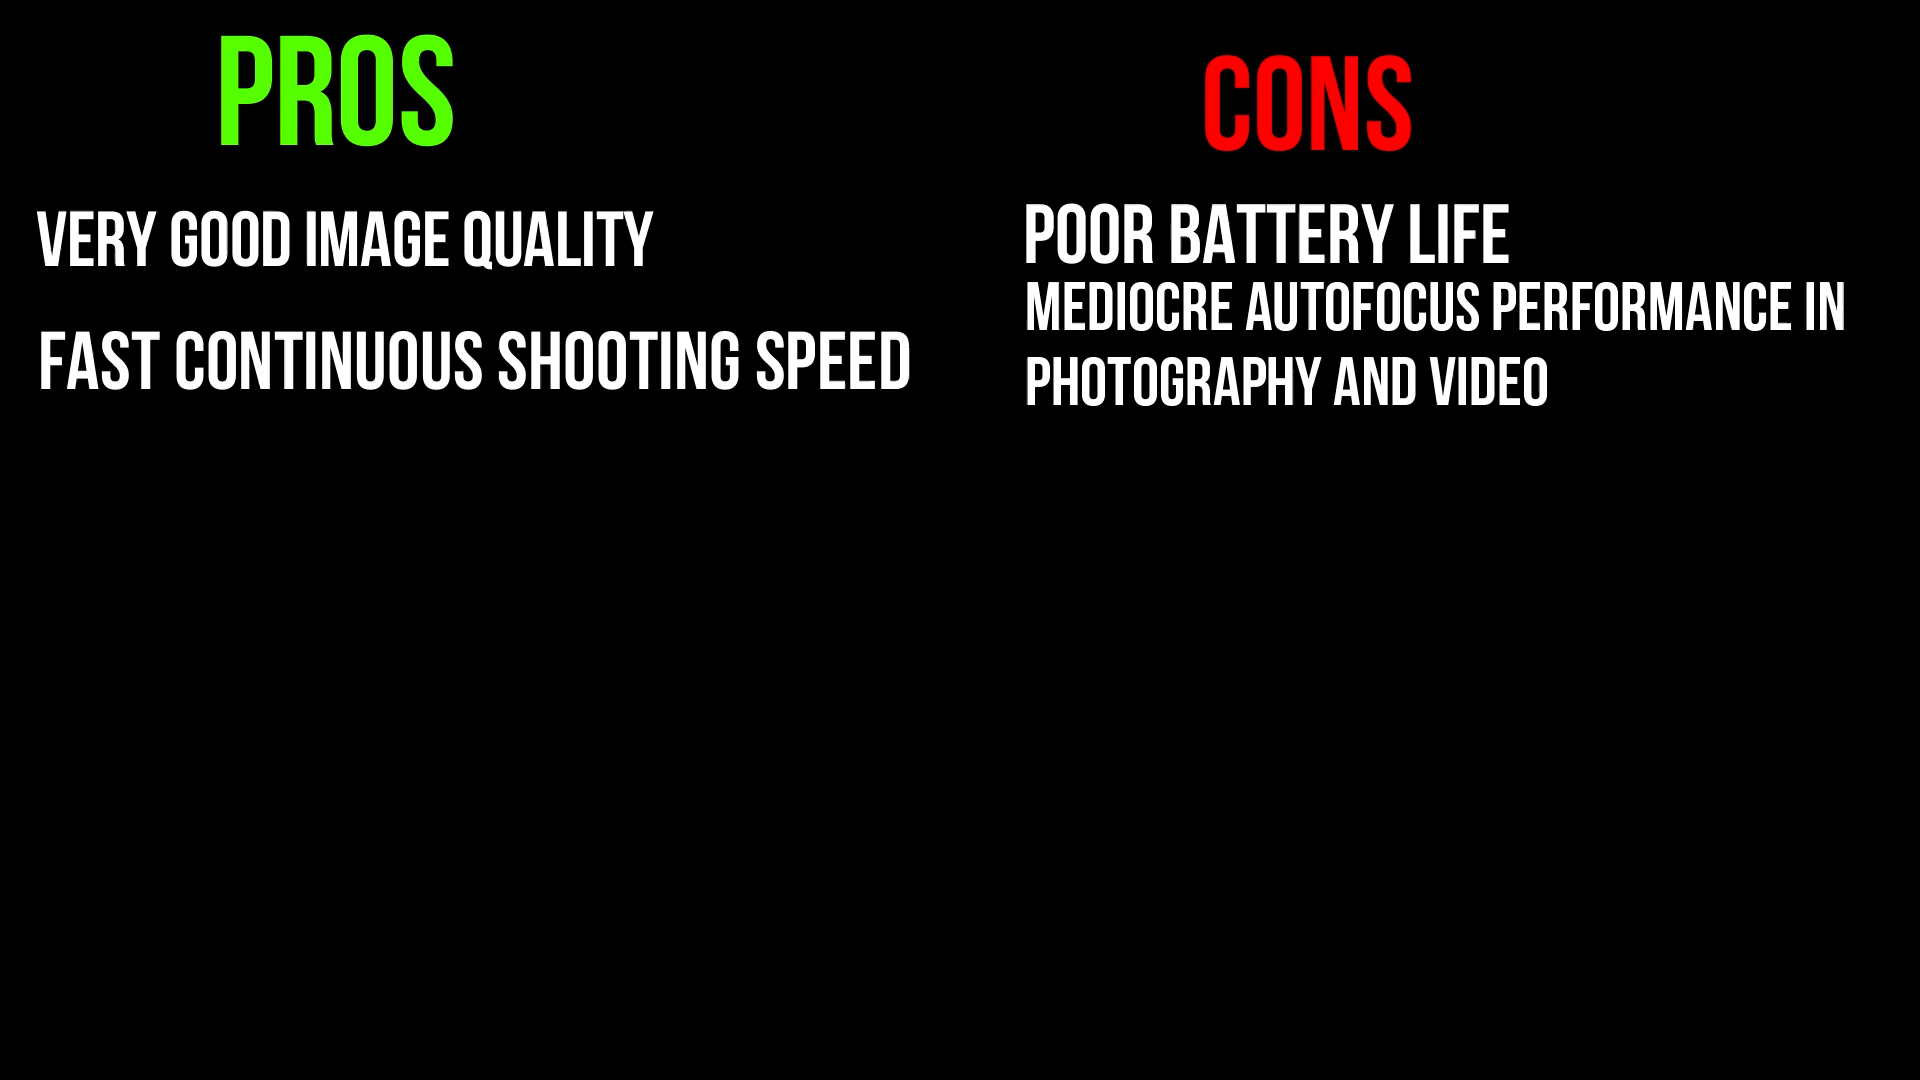 PROS
VERY GOOD IMAGE QUALITY
FAST CONTINUOUS SHOOTING SPEED
CONS
POOR BATTERY LIFE
MEDIOCRE AUTOFOCUS PERFORMANCE IN
PHOTOGRAPHY AND VIDEO